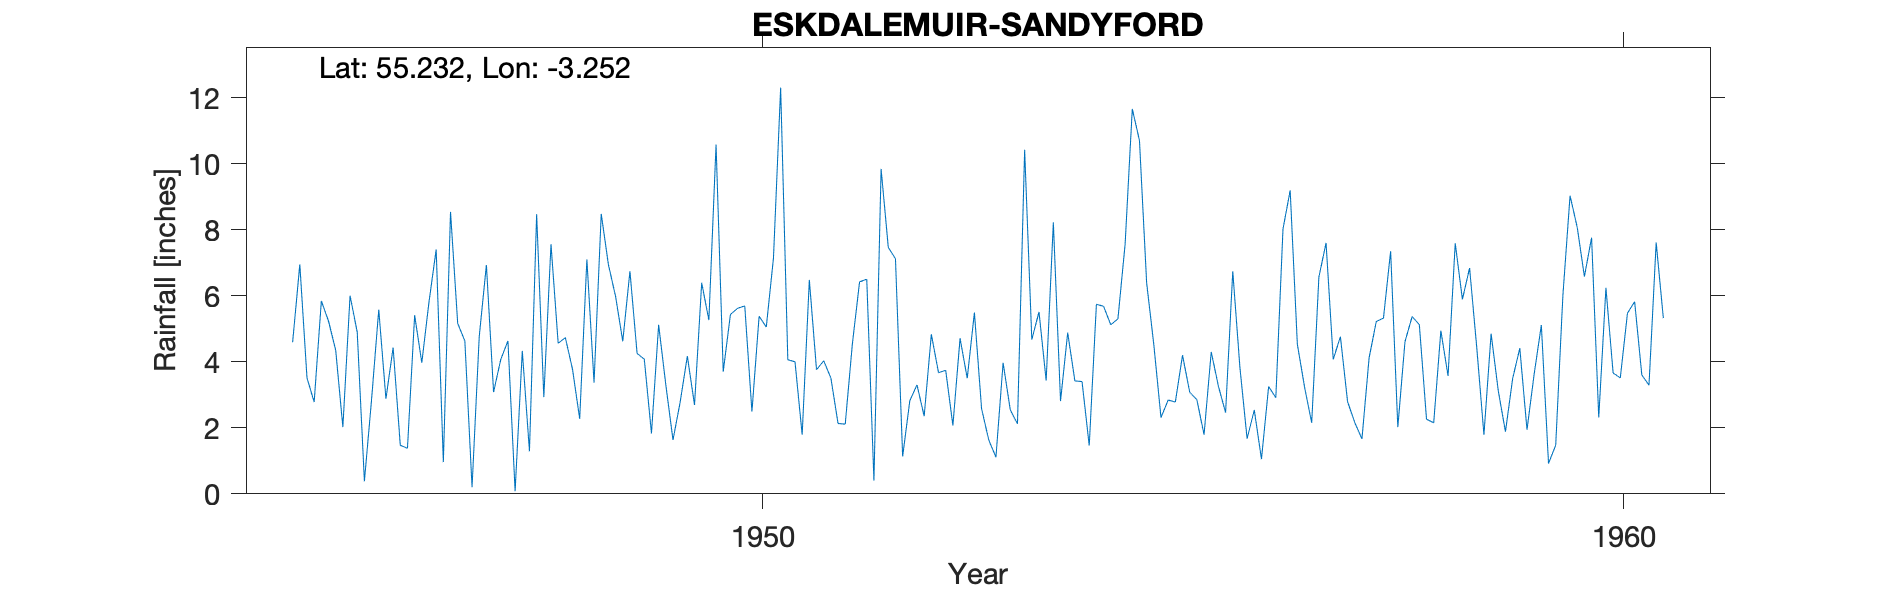 ESKDALEMUIR-SANDYFORD
Lat: 55.232, Lon: -3.252
12
10
8
6
4
2
0
Rainfall [inches]
1950
1960
Year